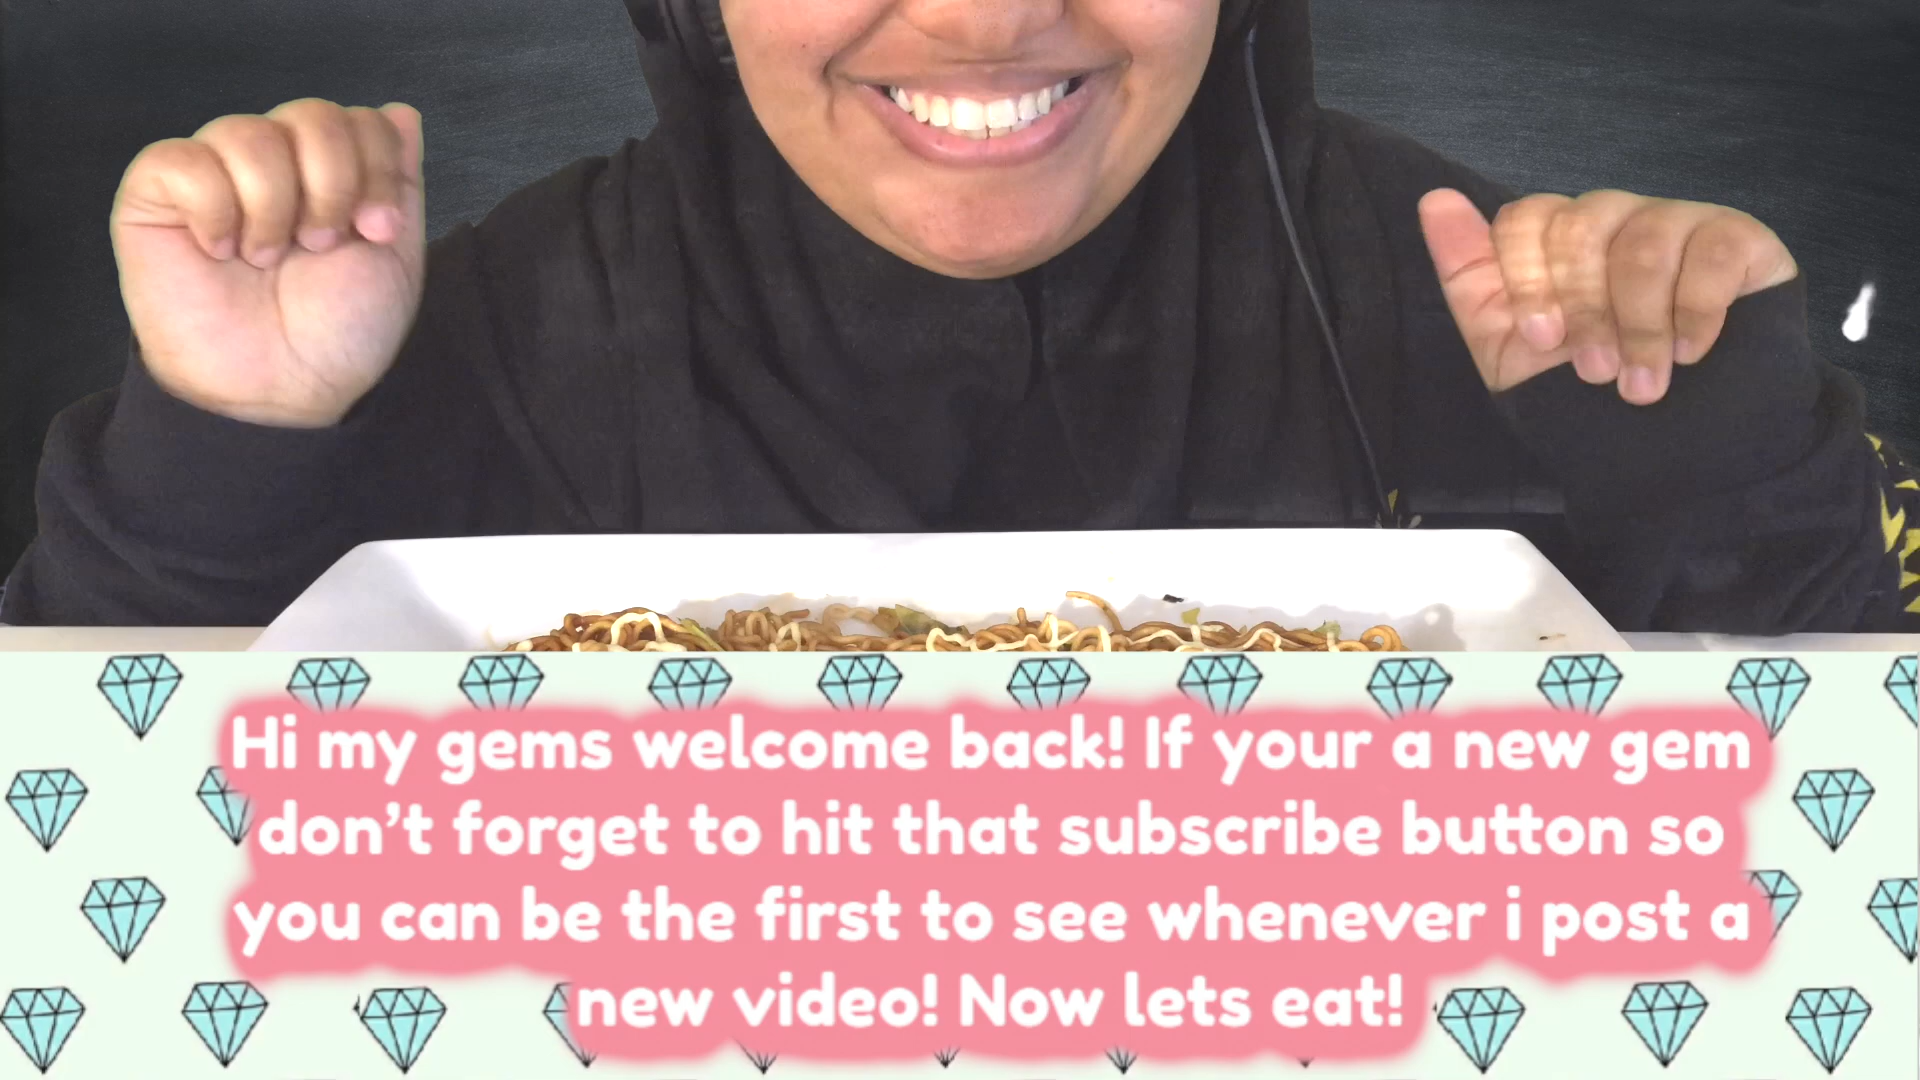 Hi my gems welcome back! If your a new gem
don't forget to hit that subscribe button so
you can be the first to see whenever i post a
new video! Now lets eat!